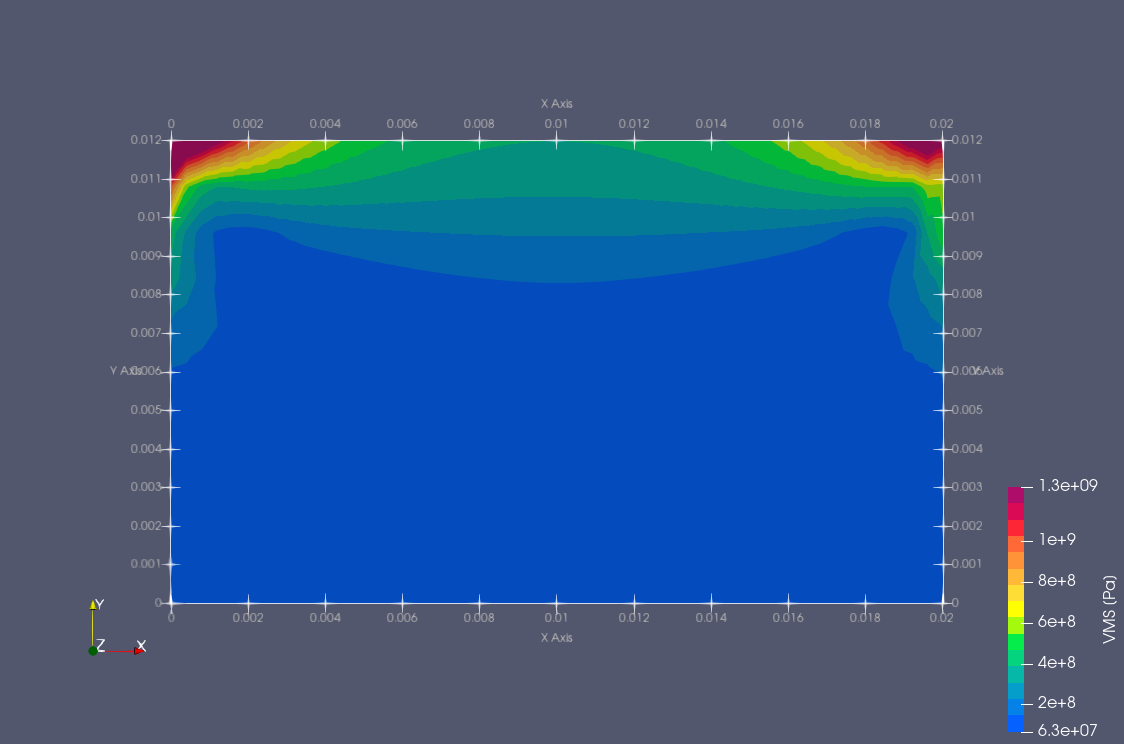 X Axis
0 0.002 0.004 0.006 0.008 0.01 0.012 0.014 0.016 0.018 0.02
0.012 0.012
0.011 0.011
0.01 0.01
0.009 0.009
0.008 0.008
0.007 0.007
Y Axis 0.006 0.006 Y Axis
0.005 0.005
0.004 0.004
0.003 0.003
0.002 0.002
0.001 0.001
0 0
0 0.002 0.004 0.006 0.008 0.01 0.012 0.014 0.016 0.018 0.02
X Axis
Y
Z X
1.3e+09
1e+9
8e+8
6e+8
4e+8
2e+8
6.3e+07
VMS (Pa)